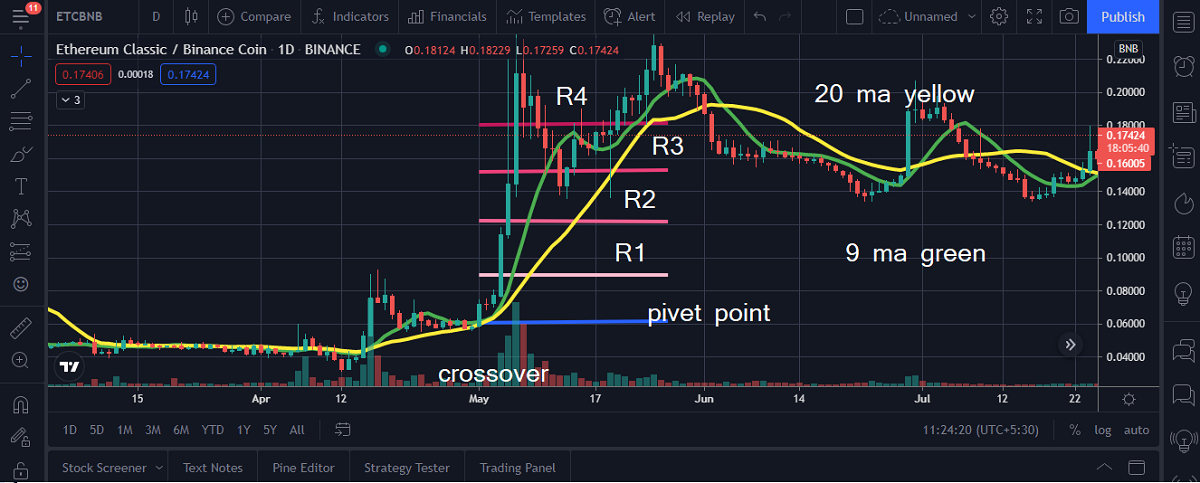 11
ETCBNB D Compare Indicators Financials Templates Alert Replay Unnamed Publish
Ethereum Classic / Binance Coin · 1D · BINANCE O0.18124 H0.18229 L0.17259 C0.17424
BNB
0.17406 0.00018 0.17424
3
0.22000
R4
20 ma yellow
0.20000
0.18000
0.17424
18:05:40
0.16005
R3
R2
0.14000
0.12000
R1
9 ma green
0.10000
0.08000
pivet point
0.06000
0.04000
crossover
15 Apr 12 May 17 Jun 14 Jul 12 22
1D 5D 1M 3M 6M YTD 1Y 5Y All 11:24:20 (UTC+5:30) % log auto
Stock Screener Text Notes Pine Editor Strategy Tester Trading Panel